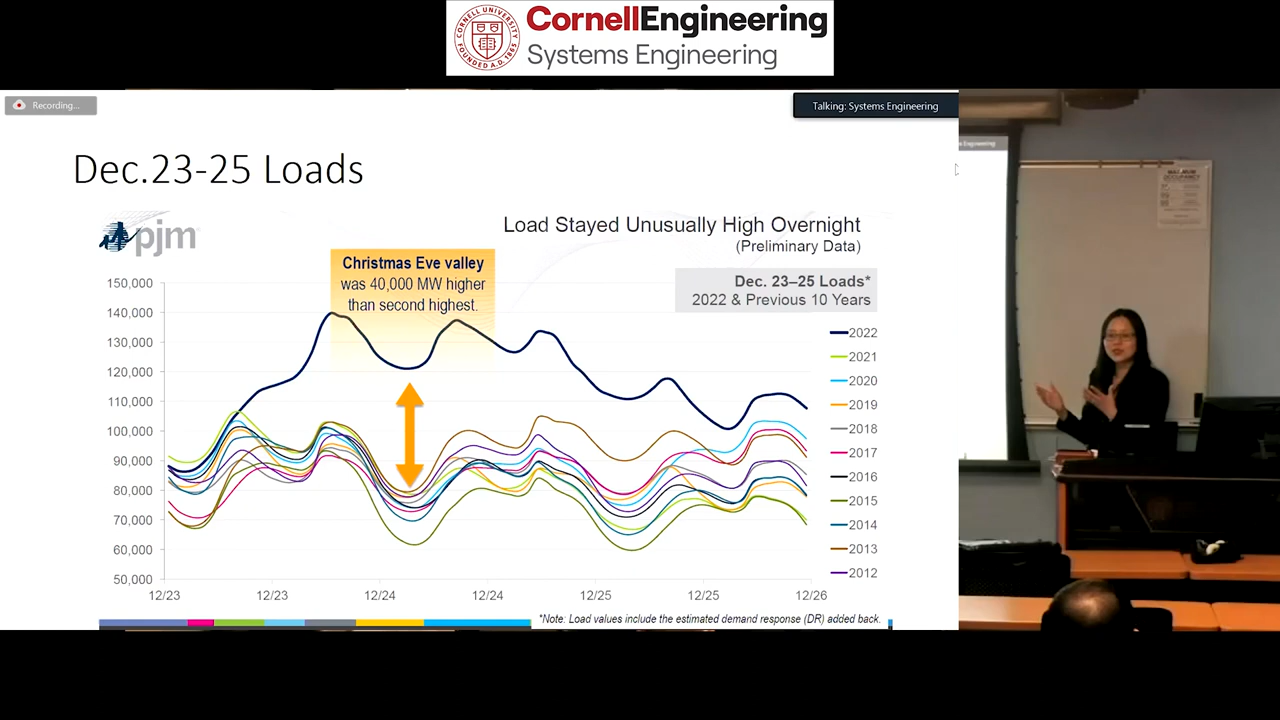 CORNELL UNIVERSITY
FOUNDED A.D. 1865
CornellEngineering
Systems Engineering
Recording...
Talking: Systems Engineering
Dec.23-25 Loads
pjm
Load Stayed Unusually High Overnight
(Preliminary Data)
Christmas Eve valley
was 40,000 MW higher
than second highest.
Dec. 23–25 Loads*
2022 & Previous 10 Years
150,000
140,000
130,000
120,000
110,000
100,000
90,000
80,000
70,000
60,000
50,000
12/23
12/23
12/24
12/24
12/25
12/25
12/26
2022
2021
2020
2019
2018
2017
2016
2015
2014
2013
2012
*Note: Load values include the estimated demand response (DR) added back.
Engineering
MAXIMUM
OCCUPANCY